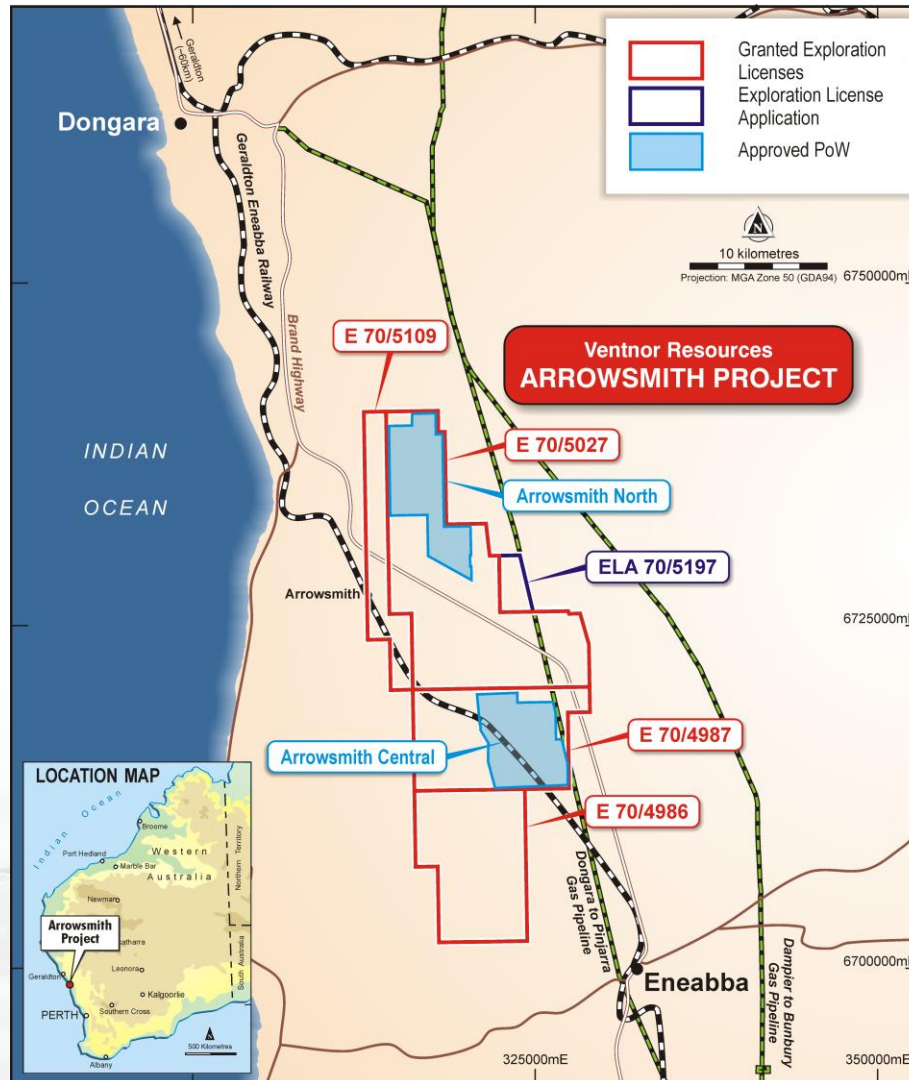 Geraldton
(~60km)
Dongara
Granted Exploration
Licenses
Exploration License
Application
Approved PoW
N
10 kilometres
Projection: MGA Zone 50 (GDA94)
6750000m
Geraldton Eneabba Railway
Brand Highway
E 70/5109
Ventnor Resources
ARROWSMITH PROJECT
INDIAN
OCEAN
E 70/5027
Arrowsmith North
ELA 70/5197
Arrowsmith
6725000m
E 70/4987
Arrowsmith Central
E 70/4986
Dongara to Pinjarra
Gas Pipeline
Dampier to Bunbury
Gas Pipeline
Eneabba
6700000m
325000mE
350000mE
LOCATION MAP
Indian Ocean
Broome
Port Hedland
Western
Australia
Marble Bar
Northern Territory
Newman
Arrowsmith
Project
atharra
South Australia
Geraldton
Leonora
Kalgoorlie
PERTH
Southern Cross
Albany
N
500 Kilometres